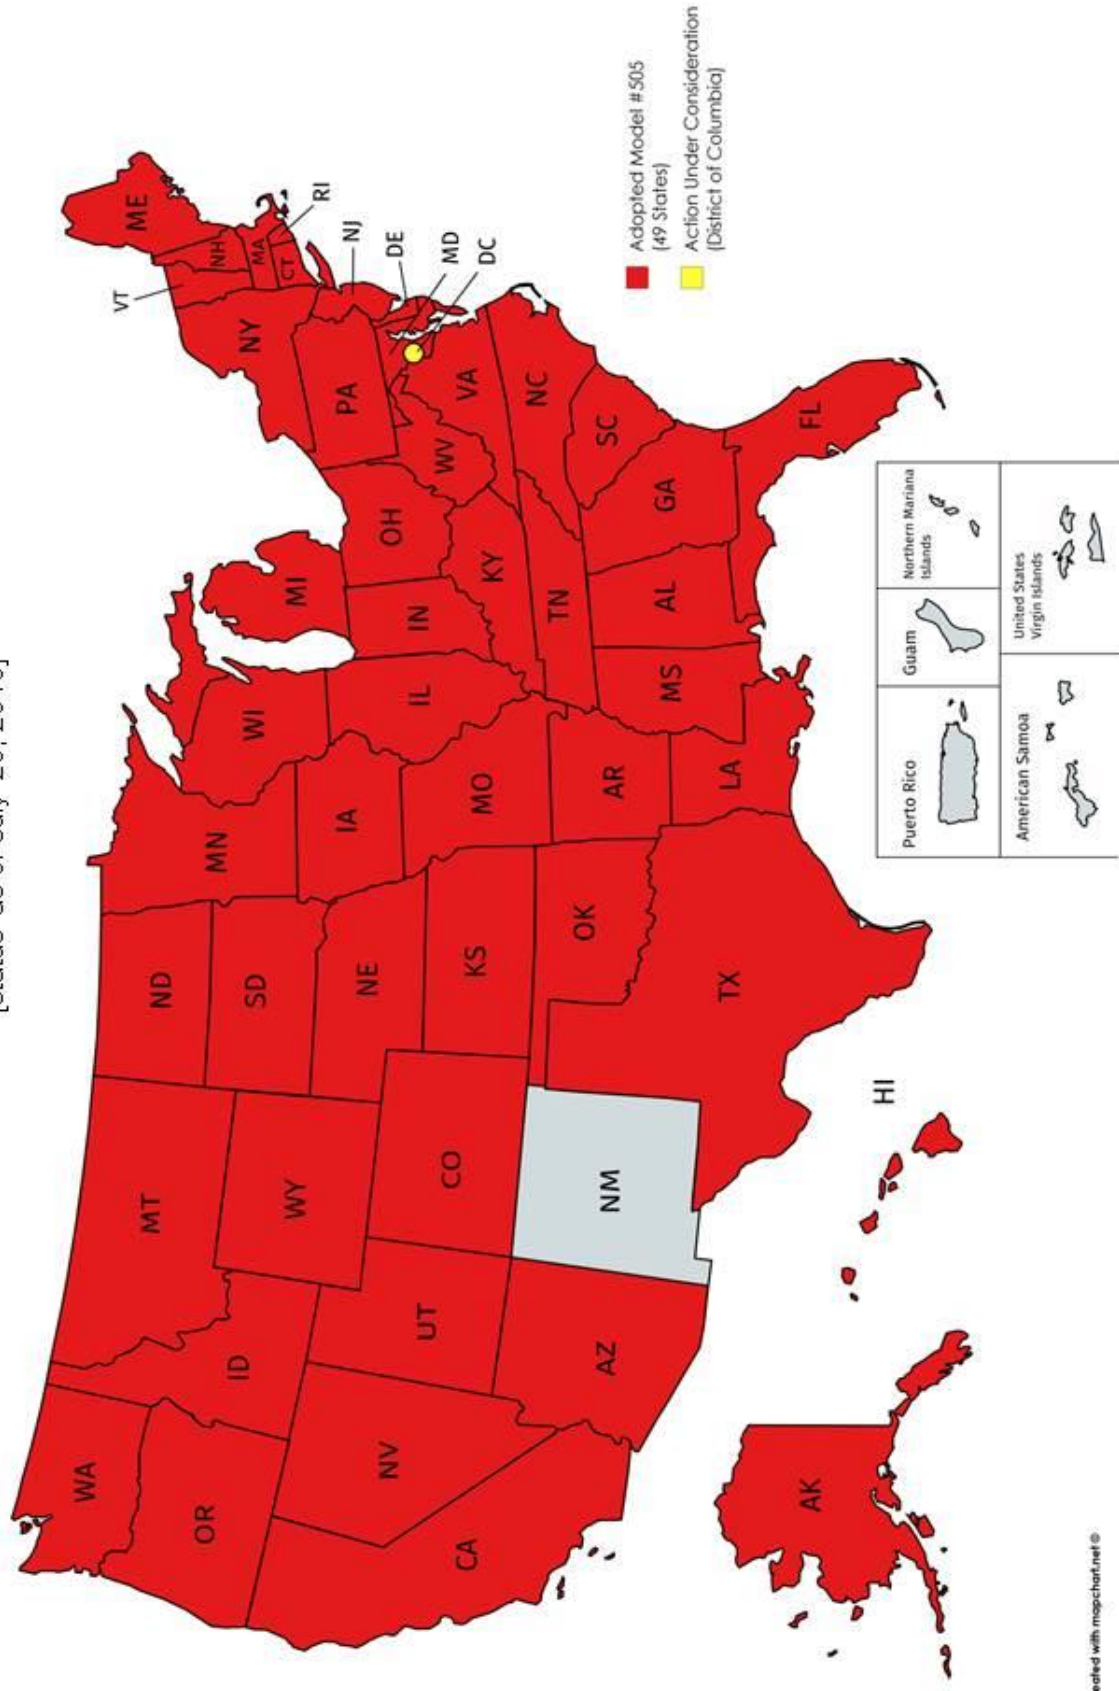 VT
ME
NH
MA
CT
RI
NY
NJ
PA
DE
MD
DC
WA
MT
ND
MN
WI
MI
OR
ID
WY
SD
IA
IL
IN
OH
WV
VA
NV
UT
CO
NE
KS
MO
KY
NC
CA
AZ
NM
OK
AR
TN
SC
TX
LA
MS
AL
GA
FL
AK
HI
Adopted Model #505
(49 States)
Action Under Consideration
(District of Columbia)
Puerto Rico
Guam
Northern Mariana
Islands
American Samoa
United States
Virgin Islands
mapchart.net ©